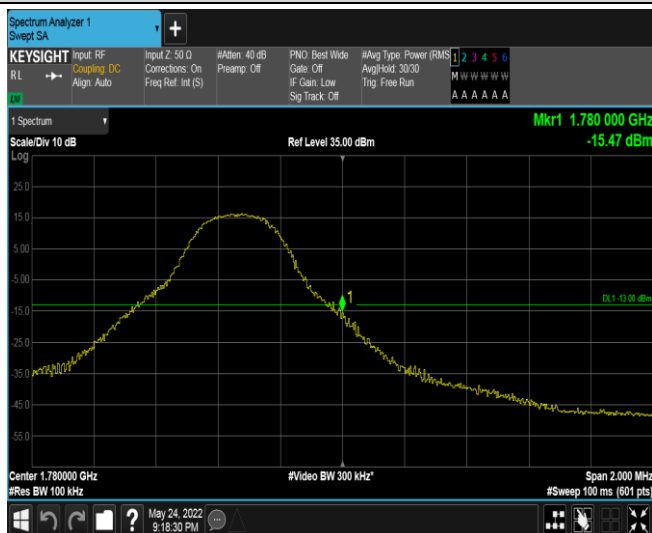 Spectrum Analyzer 1
Swept SA
KEYSIGHT
RL
Input: RF
Coupling: DC
Align: Auto
Input Z: 50 Ω
Corrections: On
Freq Ref: Int (S)
#Atten: 40 dB
Preamp: Off
PNO: Best Wide
Gate: Off
IF Gain: Low
Sig Track: Off
#Avg Type: Power (RMS
Avg|Hold: 30/30
Trig: Free Run
1 2 3 4 5 6
M W W W W W
A A A A A A
1 Spectrum
Scale/Div 10 dB
Ref Level 35.00 dBm
Mkr1 1.780 000 GHz
-15.47 dBm
Log
25.0
15.0
5.00
-5.00
1
DL1 -13.00 dBm
-15.0
-25.0
-35.0
-45.0
-55.0
Center 1.780000 GHz
#Video BW 300 kHz*
Span 2.000 MHz
#Res BW 100 kHz
#Sweep 100 ms (601 pts)
?
May 24, 2022
9:18:30 PM